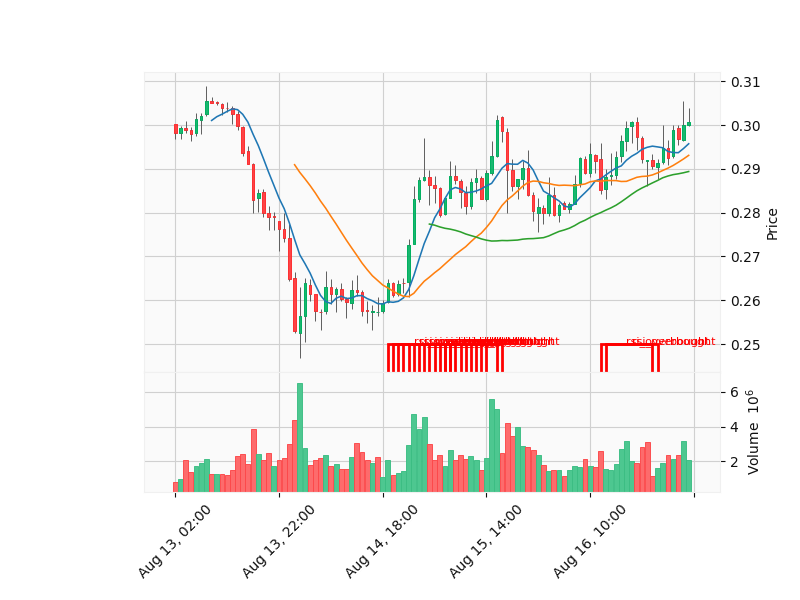 0.31
0.30
0.29
0.28
0.27
0.26
0.25
Price
6
4
2
Volume 10^6
Aug 13, 02:00
Aug 13, 22:00
Aug 14, 18:00
Aug 15, 14:00
Aug 16, 10:00